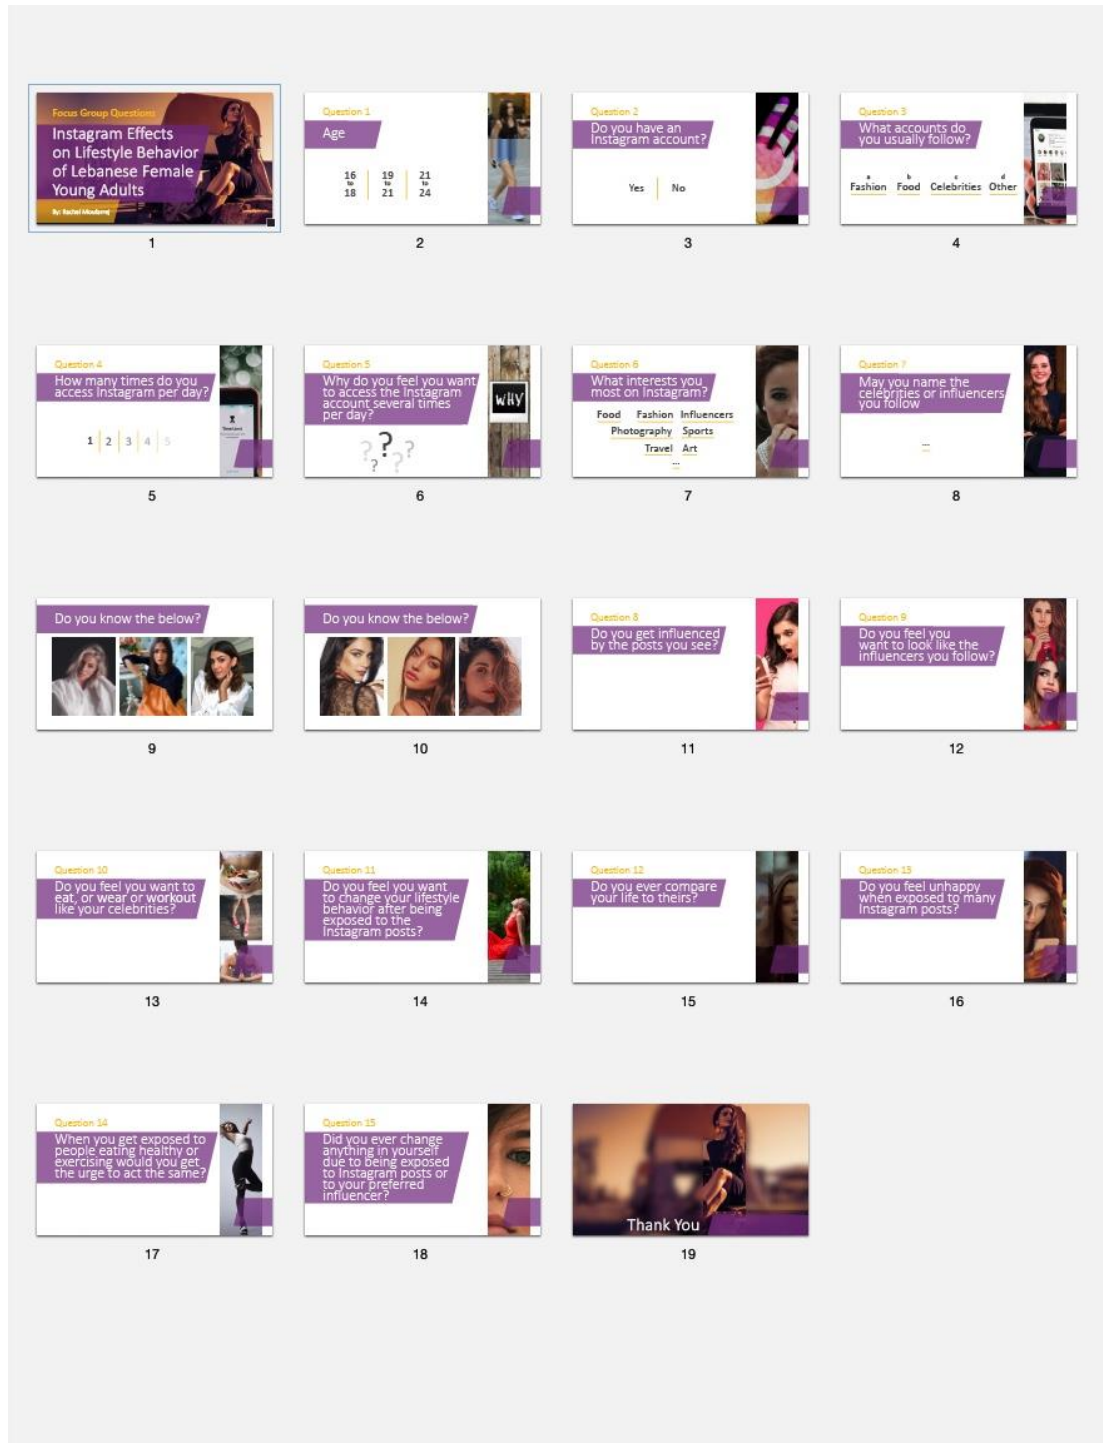 Focus Group Questions
Instagram Effects
on Lifestyle Behavior
of Lebanese Female
Young Adults
By: Rachel Mouborraj
1
Question 1
Age
16 19 21
to to to
18 21 24
2
Question 2
Do you have an
Instagram account?
Yes No
3
Question 3
What accounts do
you usually follow?
a b c d
Fashion Food Celebrities Other
4
Question 4
How many times do you
access Instagram per day?
1 2 3 4 5
5
Question 5
Why do you feel you want
to access the Instagram
account several times
per day?
? ? ? ? ?
WHY
6
Question 6
What interests you
most on Instagram?
Food Fashion Influencers
Photography Sports
Travel Art
...
7
Question 7
May you name the
celebrities or influencers
you follow
...
8
Do you know the below?
9
Do you know the below?
10
Question 8
Do you get influenced
by the posts you see?
11
Question 9
Do you feel you
want to look like the
influencers you follow?
12
Question 10
Do you feel you want to
eat, or wear or workout
like your celebrities?
13
Question 11
Do you feel you want
to change your lifestyle
behavior after being
exposed to the
Instagram posts?
14
Question 12
Do you ever compare
your life to theirs?
15
Question 13
Do you feel unhappy
when exposed to many
Instagram posts?
16
Question 14
When you get exposed to
people eating healthy or
exercising would you get
the urge to act the same?
17
Question 15
Did you ever change
anything in yourself
due to being exposed
to Instagram posts or
to your preferred
influencer?
18
Thank You
19